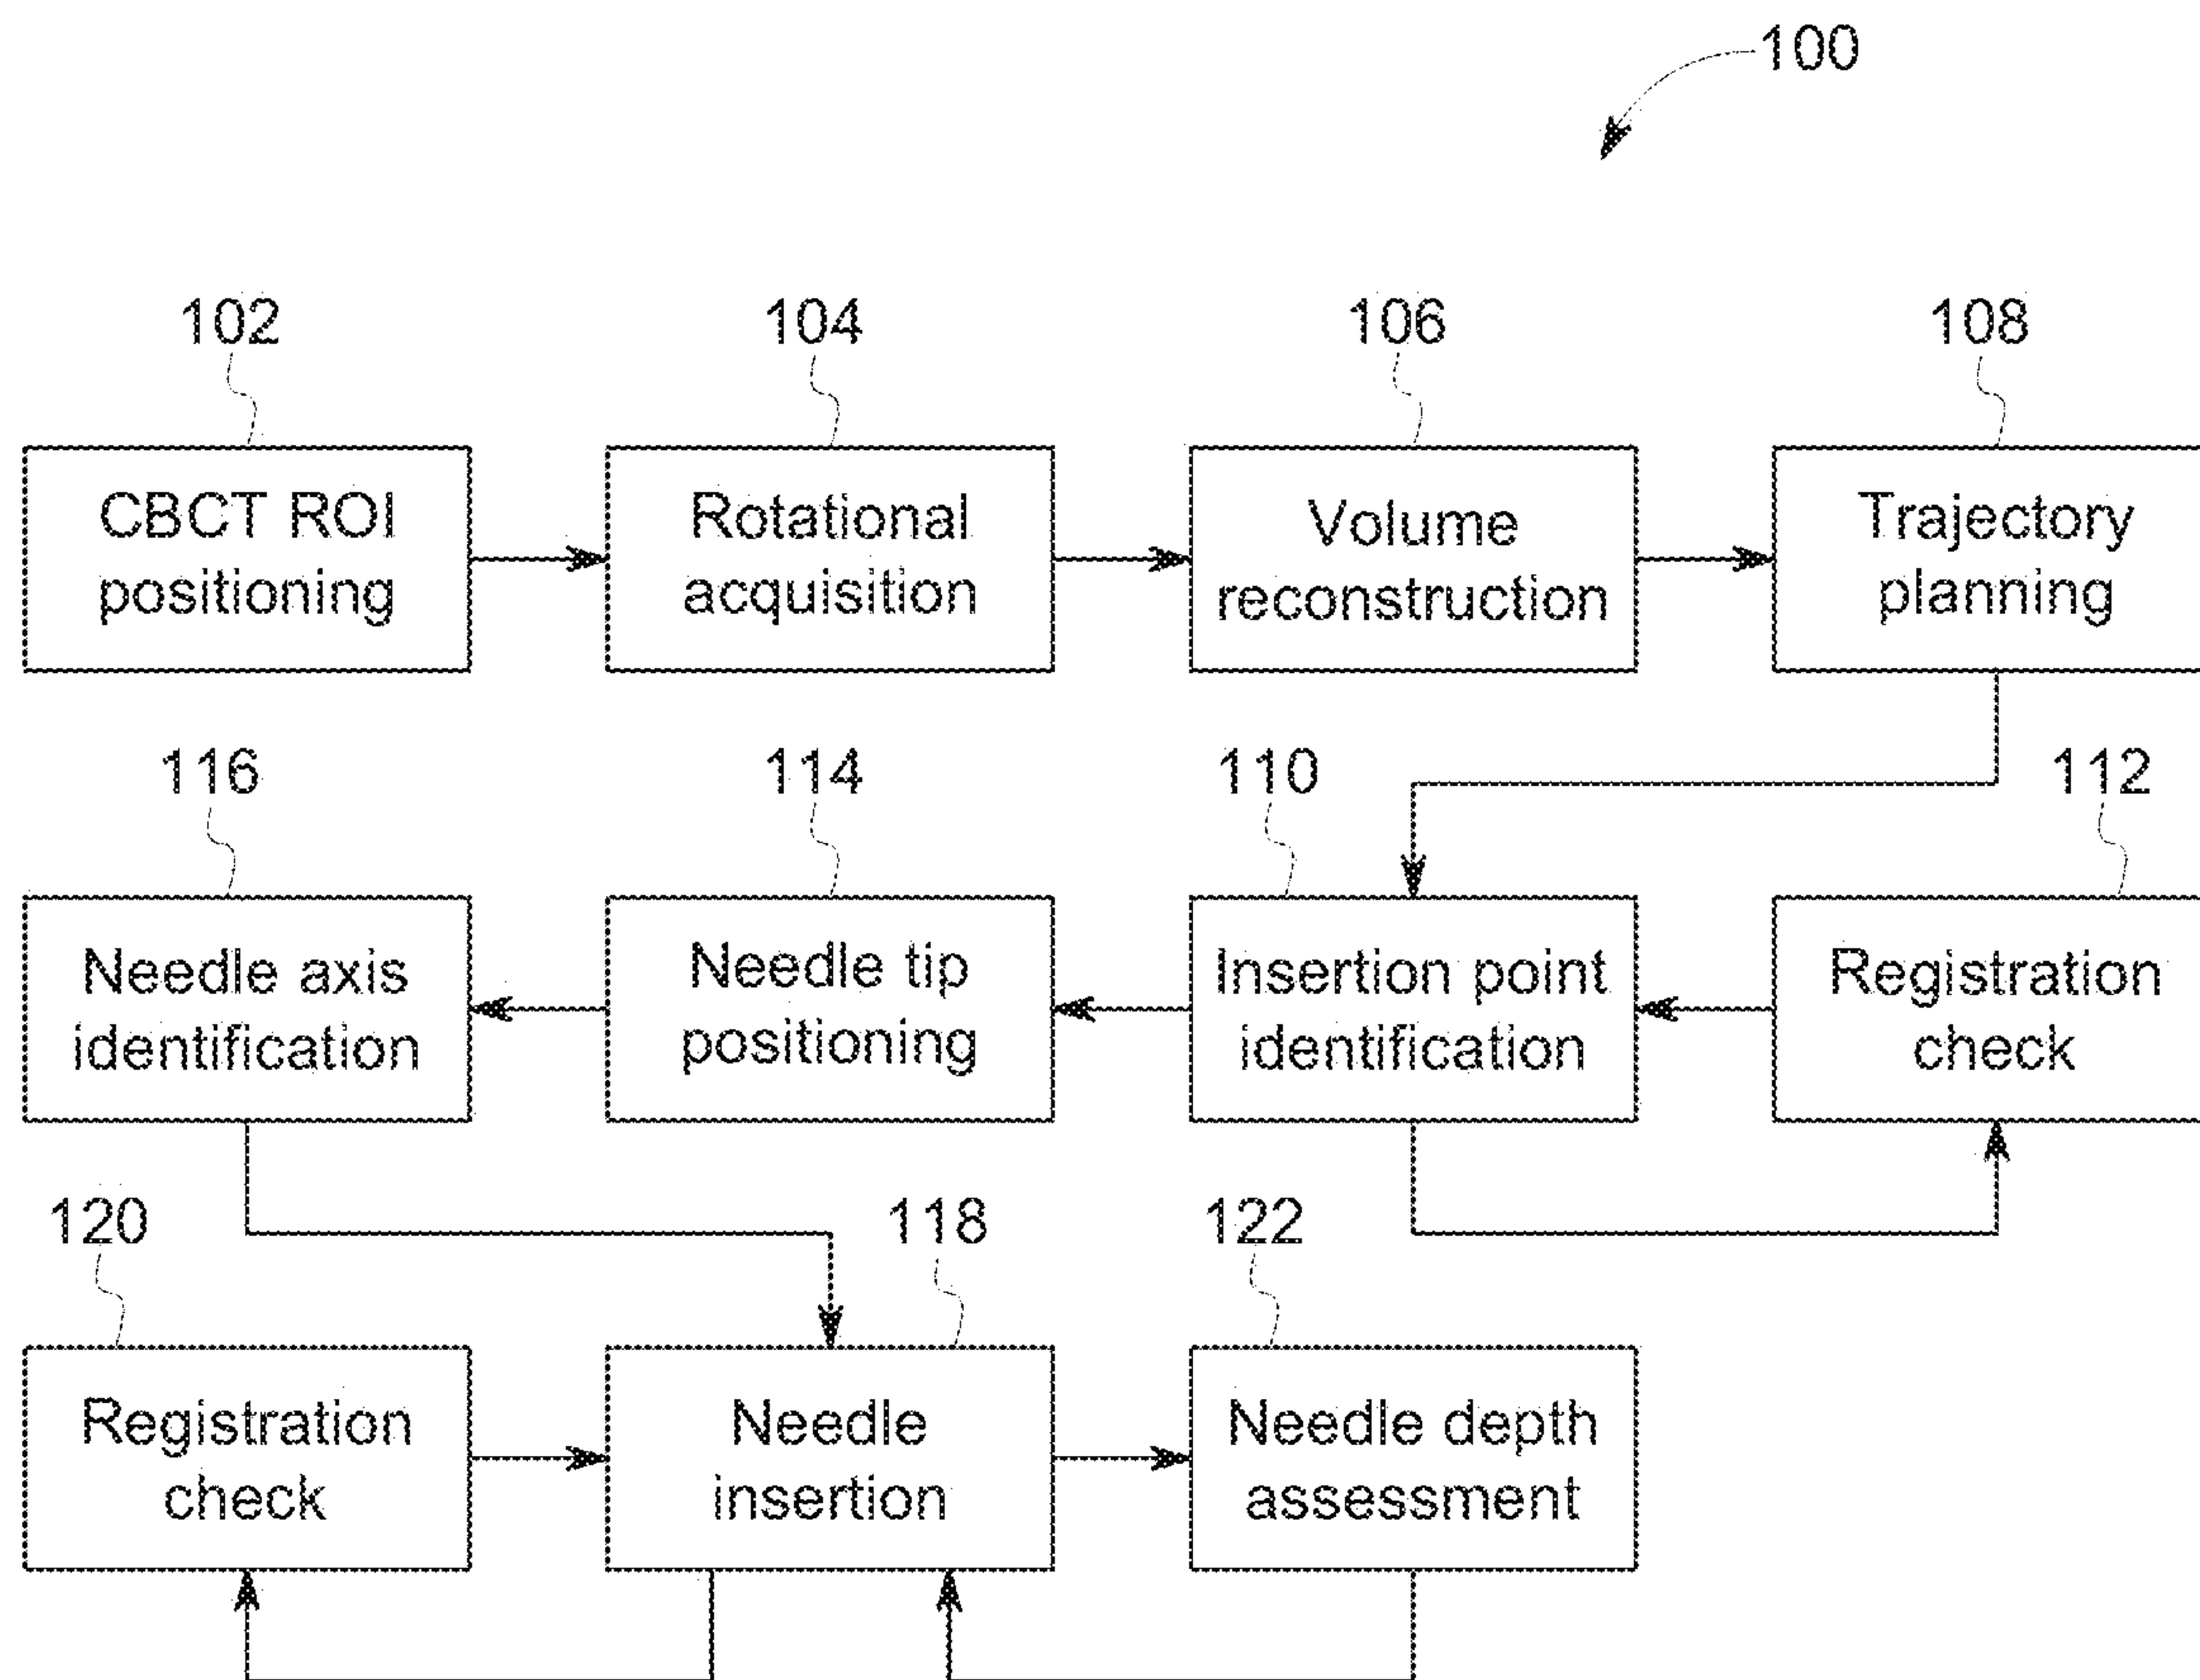 100
102
104
106
108
CBCT ROI
positioning
Rotational
acquisition
Volume
reconstruction
Trajectory
planning
116
114
110
112
Needle axis
identification
Needle tip
positioning
Insertion point
identification
Registration
check
120
118
122
Registration
check
Needle
insertion
Needle depth
assessment